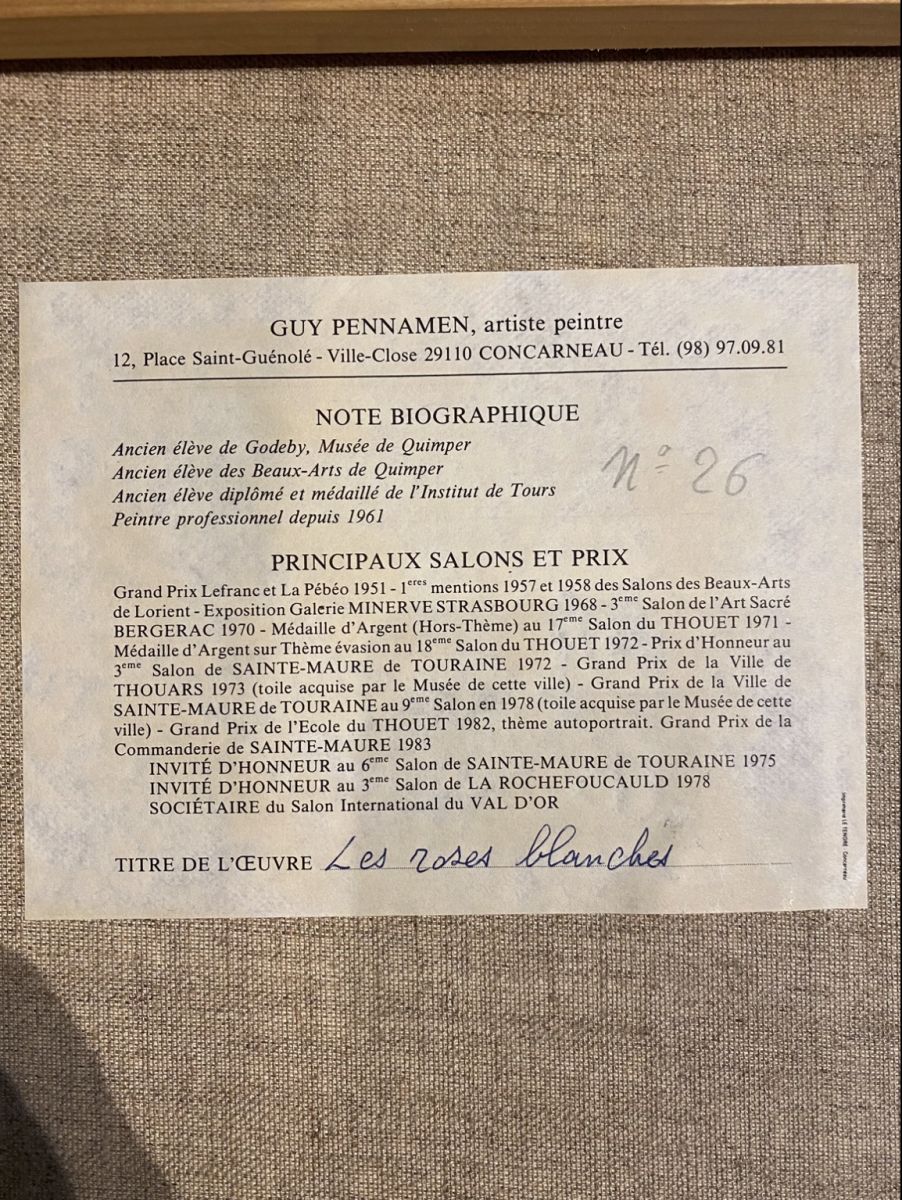 GUY PENNAMEN, artiste peintre
12, Place Saint-Guénolé - Ville-Close 29110 CONCARNEAU - Tél. (98) 97.09.81
NOTE BIOGRAPHIQUE
Ancien élève de Godeby, Musée de Quimper
Ancien élève des Beaux-Arts de Quimper
Ancien élève diplômé et médaillé de l'Institut de Tours
Peintre professionnel depuis 1961
N° 26
PRINCIPAUX SALONS ET PRIX
Grand Prix Lefranc et La Pébéo 1951 - 1eres mentions 1957 et 1958 des Salons des Beaux-Arts
de Lorient - Exposition Galerie MINERVE STRASBOURG 1968 - 3eme Salon de l'Art Sacré
BERGERAC 1970 - Médaille d'Argent (Hors-Thème) au 17eme Salon du THOUET 1971 -
Médaille d'Argent sur Thème évasion au 18eme Salon du THOUET 1972 - Prix d'Honneur au
3eme Salon de SAINTE-MAURE de TOURAINE 1972 - Grand Prix de la Ville de
THOUARS 1973 (toile acquise par le Musée de cette ville) - Grand Prix de la Ville de
SAINTE-MAURE de TOURAINE au 9eme Salon en 1978 (toile acquise par le Musée de cette
ville) - Grand Prix de l'Ecole du THOUET 1982, thème autoportrait. Grand Prix de la
Commanderie de SAINTE-MAURE 1983
INVITÉ D'HONNEUR au 6eme Salon de SAINTE-MAURE de TOURAINE 1975
INVITÉ D'HONNEUR au 3eme Salon de LA ROCHEFOUCAULD 1978
SOCIÉTAIRE du Salon International du VAL D'OR
TITRE DE L'ŒUVRE Les roses blanches
Imprimerie LE TENDRE - Concarneau